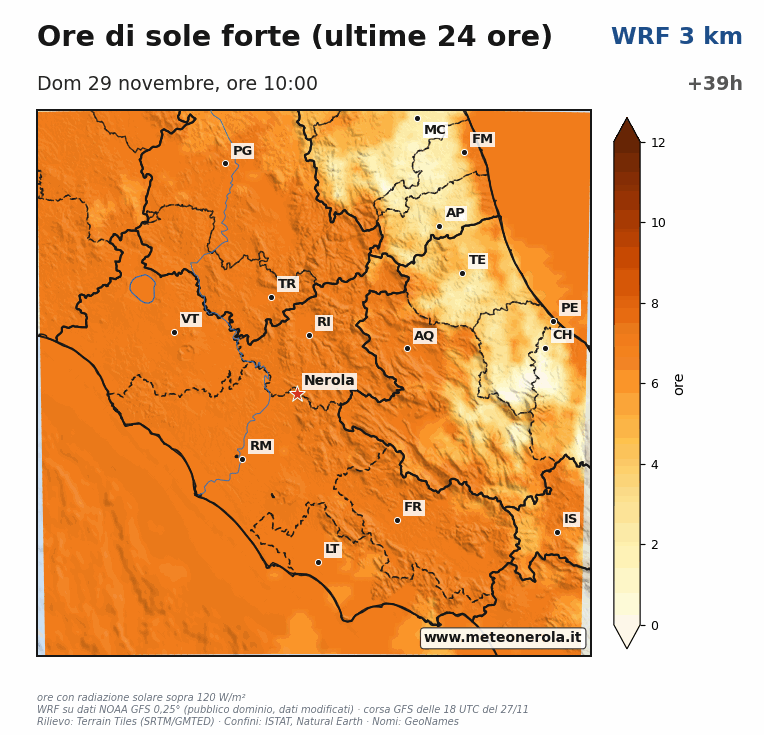 Ore di sole forte (ultime 24 ore)
WRF 3 km
Dom 29 novembre, ore 10:00
+39h
MC
FM
PG
AP
TE
TR
PE
VT
RI
CH
AQ
Nerola
RM
FR
IS
LT
www.meteonerola.it
12
10
8
6
4
2
0
ore
ore con radiazione solare sopra 120 W/m²
WRF su dati NOAA GFS 0,25° (pubblico dominio, dati modificati) · corsa GFS delle 18 UTC del 27/11
Rilievo: Terrain Tiles (SRTM/GMTED) · Confini: ISTAT, Natural Earth · Nomi: GeoNames